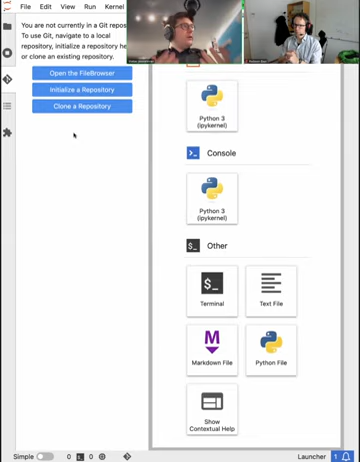 File Edit View Run Kernel
You are not currently in a Git repos
To use Git, navigate to a local
repository, initialize a repository he
or clone an existing repository.
Open the FileBrowser
Initialize a Repository
Clone a Repository
Python 3
(ipykernel)
Console
Python 3
(ipykernel)
$_ Other
$_
Terminal
Text File
M
Markdown File
Python File
Show
Contextual Help
Simple 0 $_ 0 Launcher 1